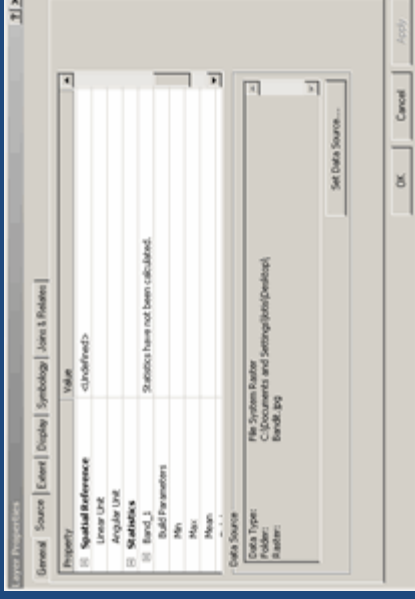 Layer Properties
General Source Extent Display Symbology Joins & Relates
Property Value
Spatial Reference <Undefined>
Linear Unit
Angular Unit
Statistics
Band_1 Statistics have not been calculated.
Build Parameters
Min
Max
Mean
Data Source
Data Type: File System Raster
Folder: C:\Documents and Settings\jobs\Desktop\
Raster: Bandit.jpg
Set Data Source...
OK Cancel Apply